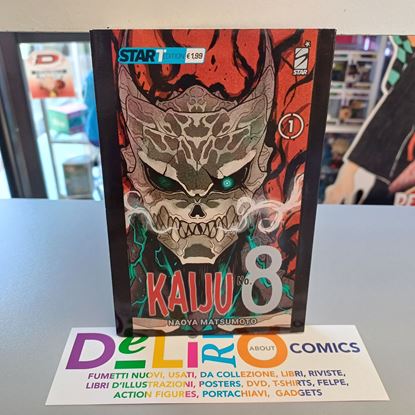 START EDITION €1,99
STAR
1
KAIJU No. 8
NAOYA MATSUMOTO
DeLiRiO ABOUT COMICS
FUMETTI NUOVI, USATI, DA COLLEZIONE, LIBRI, RIVISTE,
LIBRI D'ILLUSTRAZIONI, POSTERS, DVD, T-SHIRTS, FELPE,
ACTION FIGURES, PORTACHIAVI, GADGETS